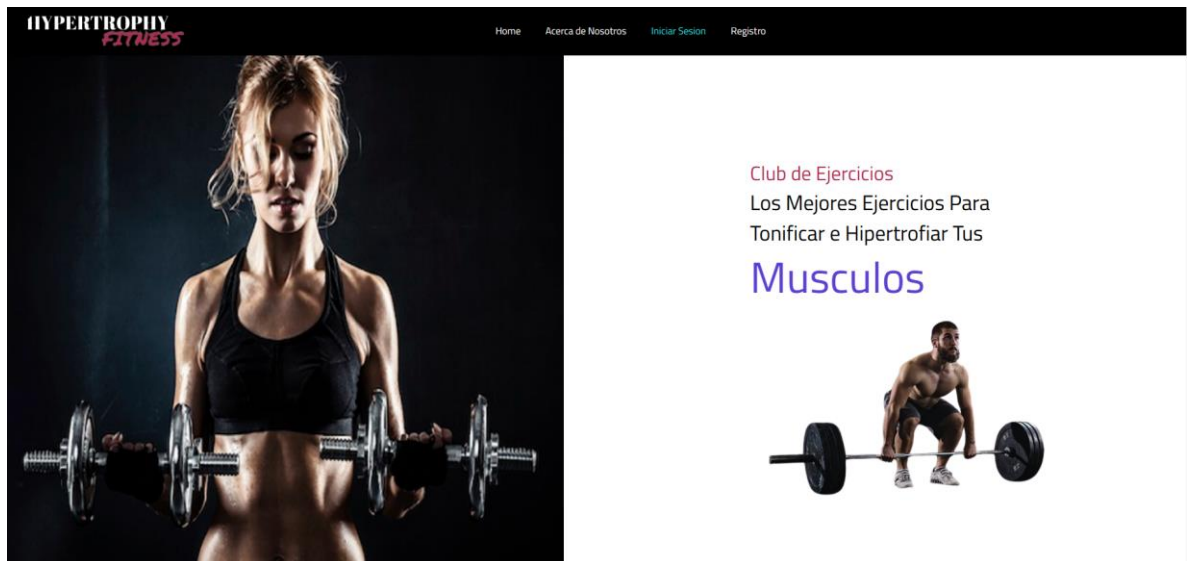 HYPERTROPHY
FITNESS
Home Acerca de Nosotros Iniciar Sesion Registro
Club de Ejercicios
Los Mejores Ejercicios Para
Tonificar e Hipertrofiar Tus
Musculos